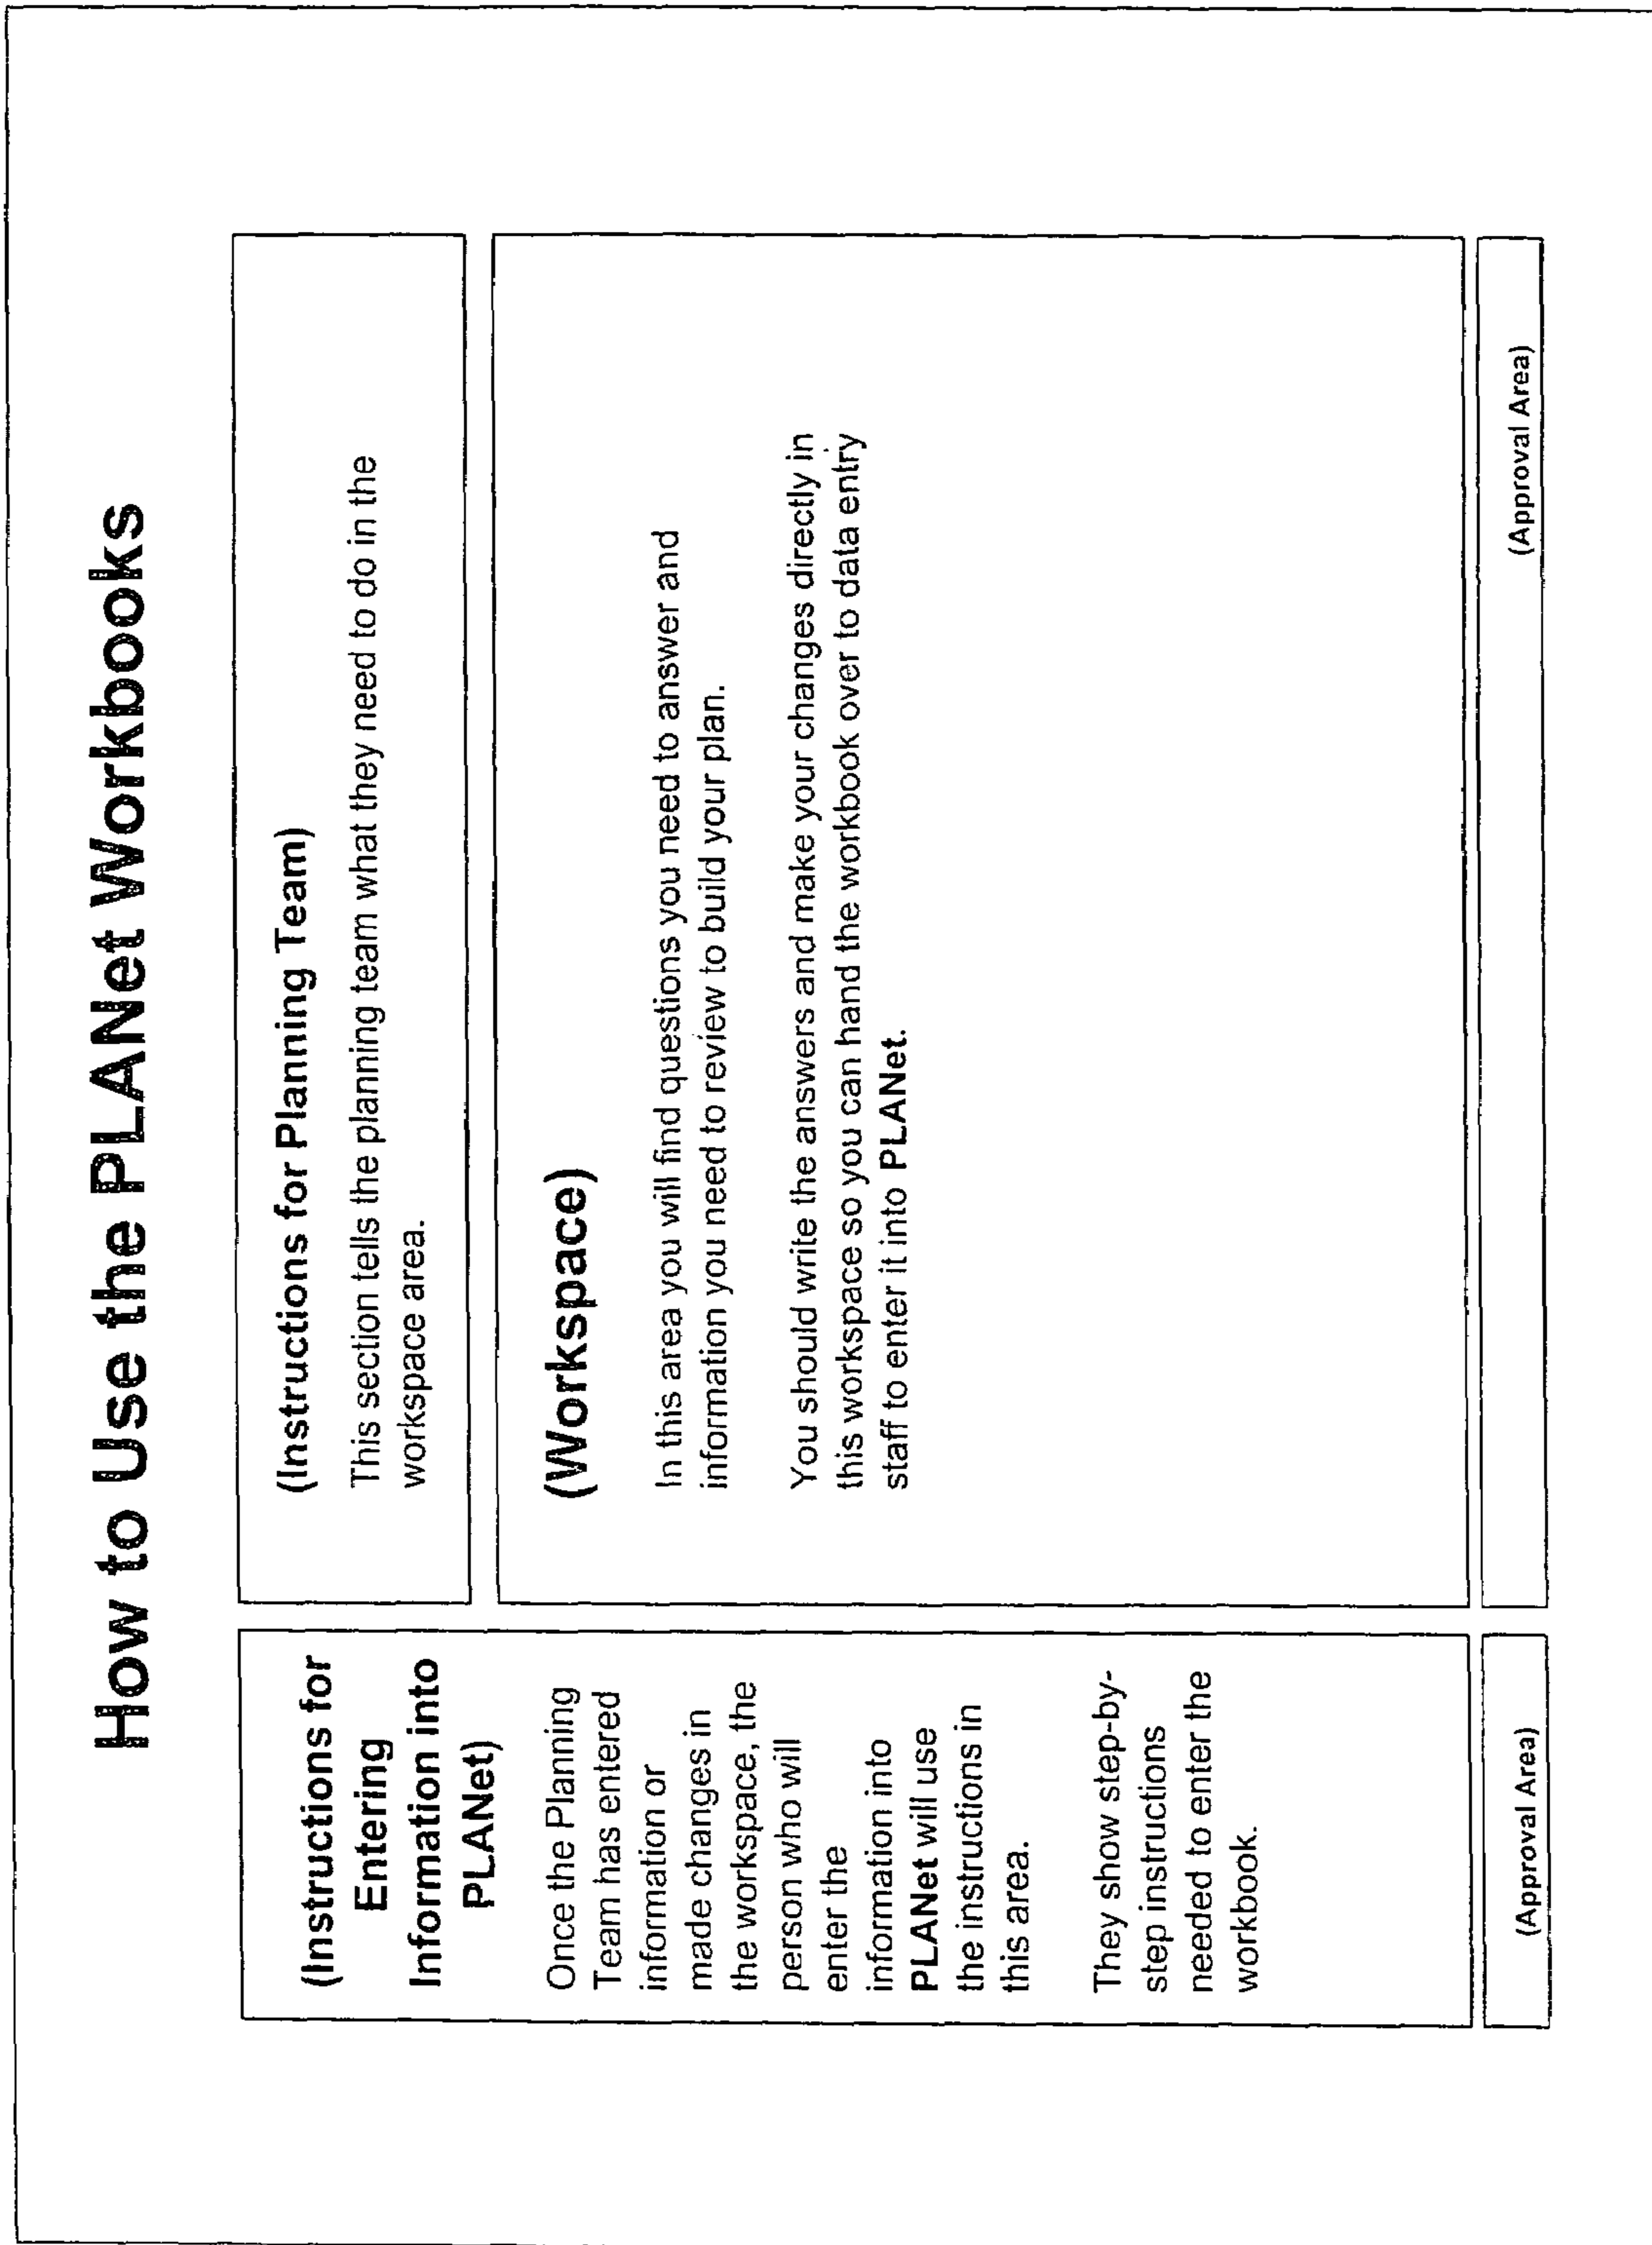 How to Use the PLANet Workbooks
(Instructions for
Entering
Information into
PLANet)
Once the Planning
Team has entered
information or
made changes in
the workspace, the
person who will
enter the
information into
PLANet will use
the instructions in
this area.
They show step-by-
step instructions
needed to enter the
workbook.
(Approval Area)
(Instructions for Planning Team)
This section tells the planning team what they need to do in the
workspace area.
(Workspace)
In this area you will find questions you need to answer and
information you need to review to build your plan.
You should write the answers and make your changes directly in
this workspace so you can hand the workbook over to data entry
staff to enter it into PLANet.
(Approval Area)